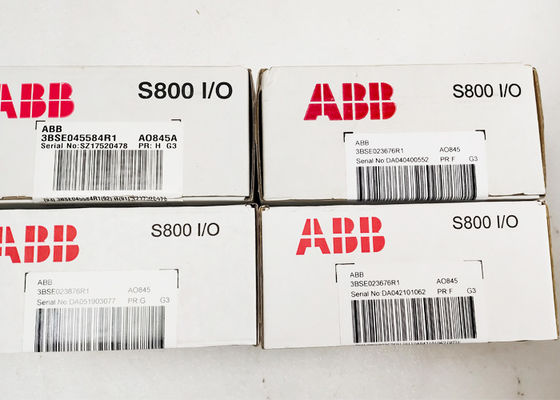 ABB S800 I/O
ABB
3BSE045584R1 AO845A
Serial No:SZ17520478 PR: H G3
ABB S800 I/O
ABB
3BSE023676R1 AO845
Serial No:DA040400552 PR:F G3
ABB S800 I/O
ABB
3BSE023676R1 AO845
Serial No:DA051903077 PR:G G3
ABB S800 I/O
ABB
3BSE023676R1 AO845
Serial No:DA042101062 PR:F G3